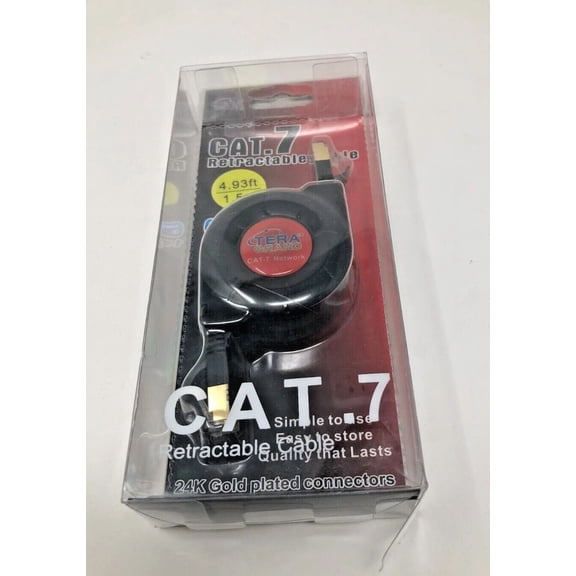 CAT.7
Retractable
4.93ft
TERA
GRAND
CAT-7 Network
CAT.7
Simple to use
Easy to store
Retractable Cable
Quality that Lasts
24K Gold plated connectors